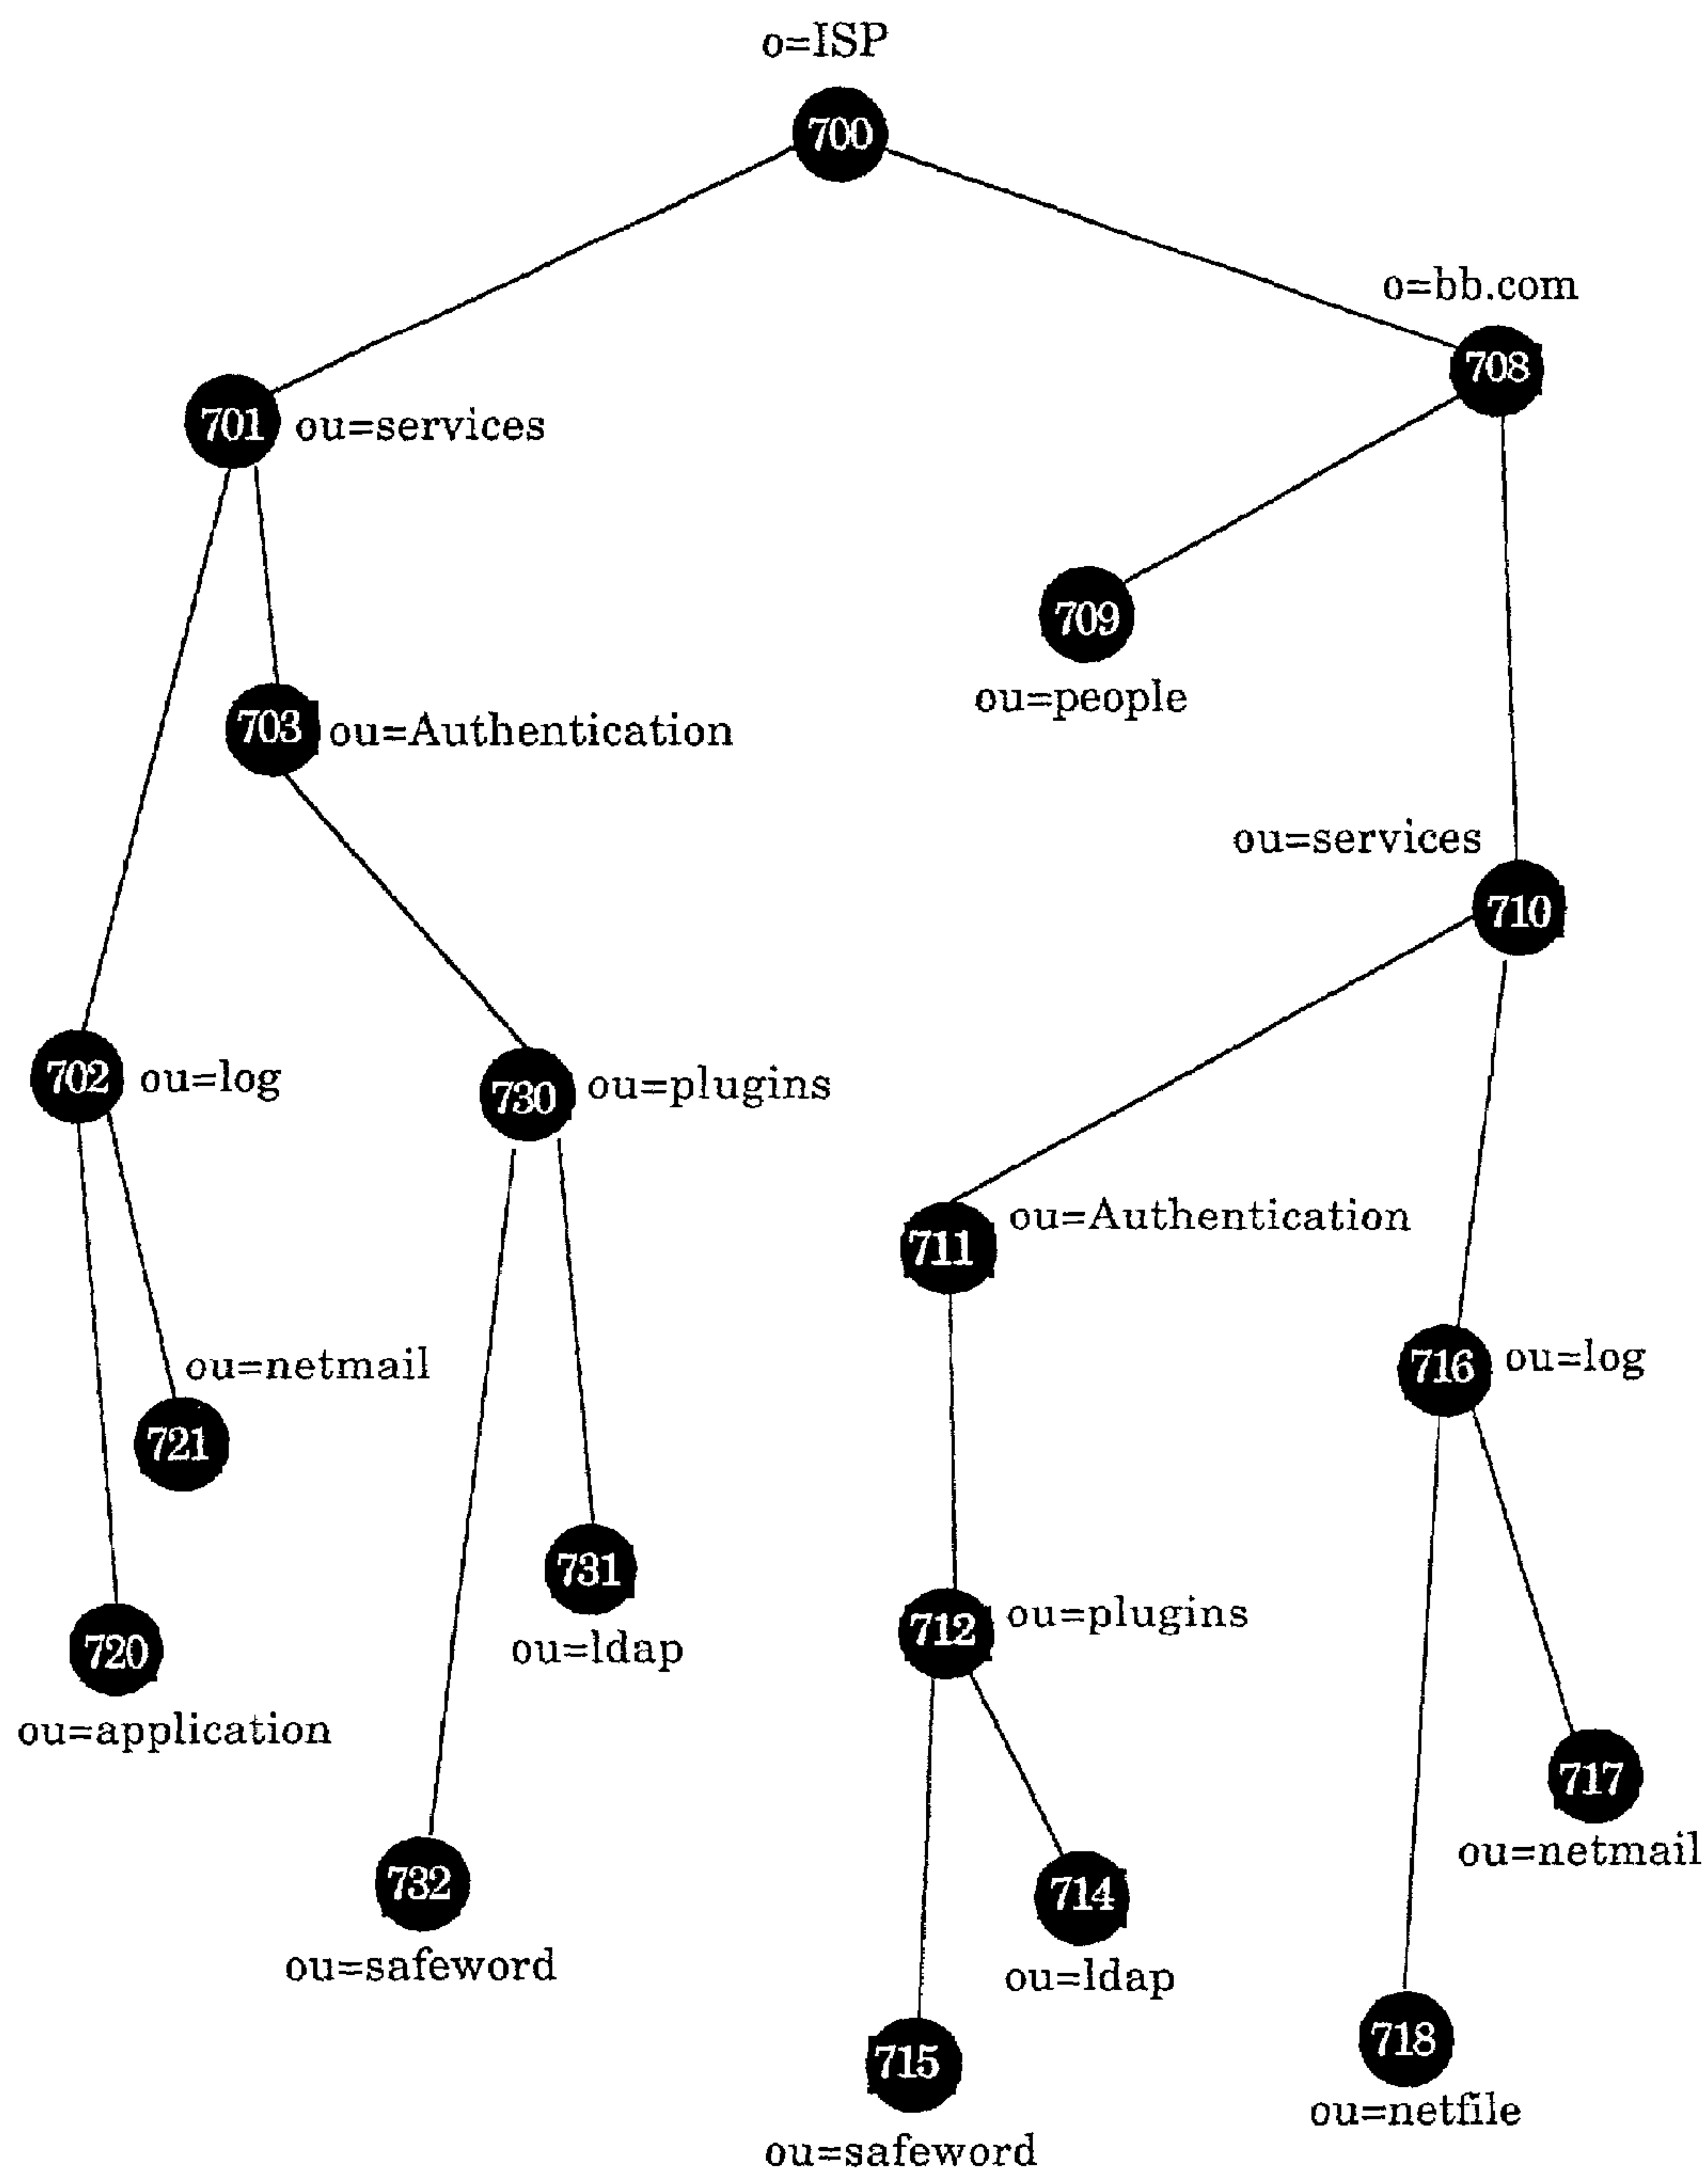 o=ISP
700
o=bb.com
708
701 ou=services
709
ou=people
703 ou=Authentication
ou=services
710
702 ou=log
730 ou=plugins
ou=Authentication
711
ou=netmail
721
716 ou=log
731
ou=ldap
712 ou=plugins
720
ou=application
717
ou=netmail
732
ou=safeword
714
ou=ldap
715
ou=safeword
718
ou=netfile